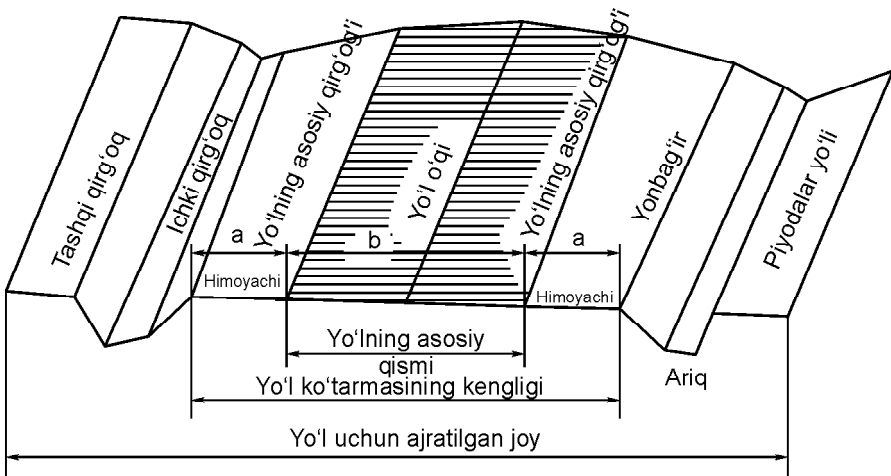 Tashqi qirg‘oq
Ichki qirg‘oq
Yo‘lning asosiy qirg‘og'i
Yo‘l o‘qi
Yo‘lning asosiy qirg‘og'i
Yonbag‘ir
Piyodalar yo‘li
a
b
a
Himoyachi
Himoyachi
Yo‘lning asosiy
qismi
Ariq
Yo‘l ko‘tarmasining kengligi
Yo‘l uchun ajratilgan joy